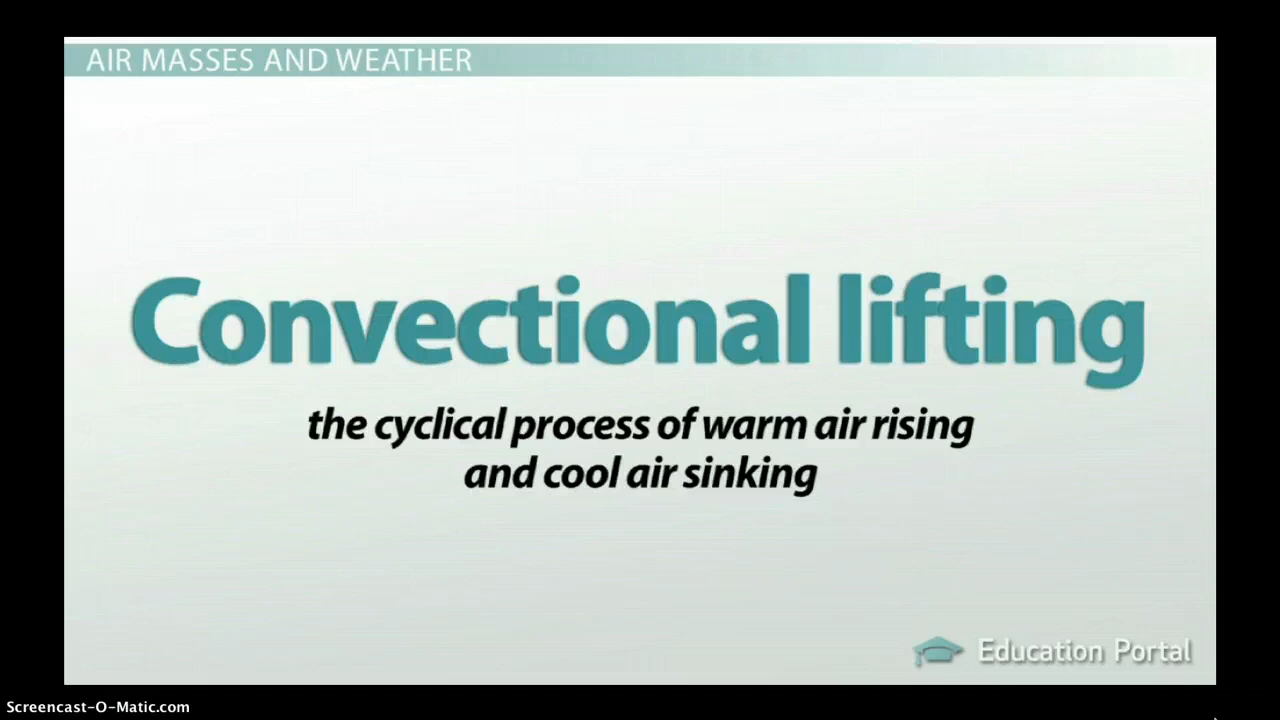 AIR MASSES AND WEATHER
Convectional lifting
the cyclical process of warm air rising
and cool air sinking
Education Portal
Screencast-O-Matic.com